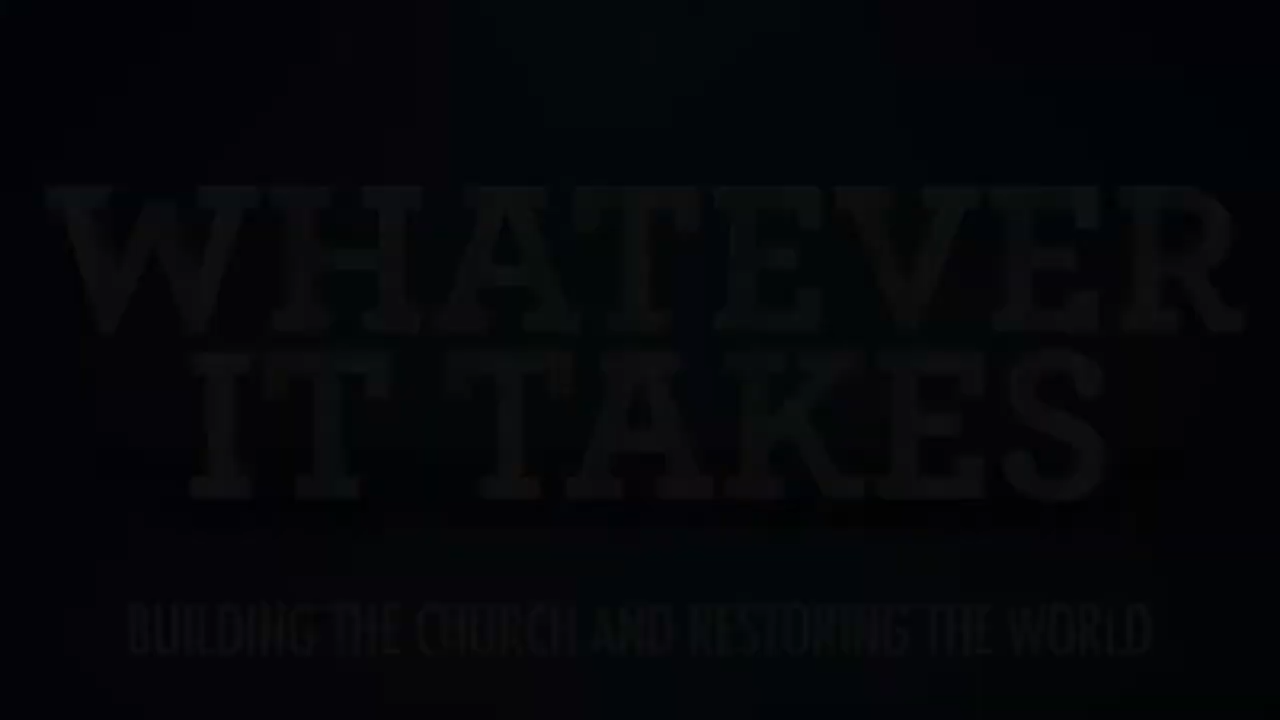 WHATEVER
IT TAKES
BUILDING THE CHURCH AND RESTORING THE WORLD